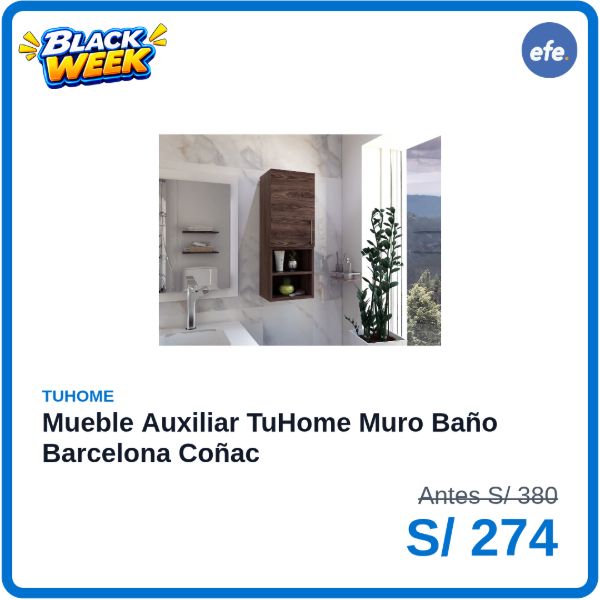 BLACK
WEEK
efe.
TUHOME
Mueble Auxiliar TuHome Muro Baño
Barcelona Coñac
Antes S/ 380
S/ 274